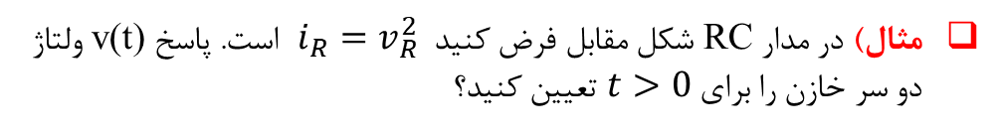 مثال) در مدار RC شکل مقابل فرض کنید $i_R = v_R^2$ است. پاسخ v(t) ولتاژ
دو سر خازن را برای $t > 0$ تعیین کنید؟